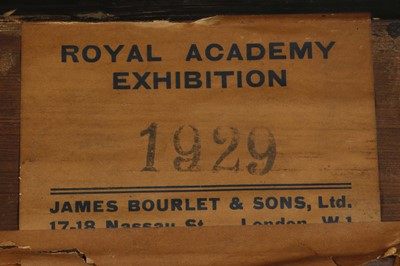 ROYAL ACADEMY
EXHIBITION
1929
JAMES BOURLET & SONS, Ltd.
17-18 Nassau St. London, W.1